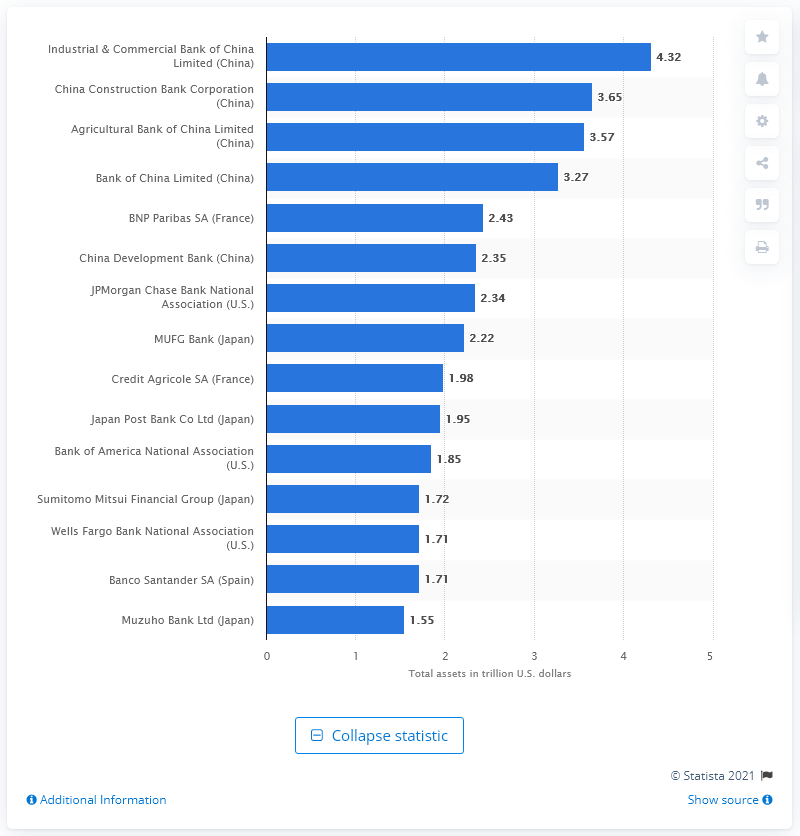 Industrial & Commercial Bank of China
Limited (China)
4.32
China Construction Bank Corporation
(China)
3.65
Agricultural Bank of China Limited
(China)
3.57
Bank of China Limited (China)
3.27
BNP Paribas SA (France)
2.43
China Development Bank (China)
2.35
JPMorgan Chase Bank National
Association (U.S.)
2.34
MUFG Bank (Japan)
2.22
Credit Agricole SA (France)
1.98
Japan Post Bank Co Ltd (Japan)
1.95
Bank of America National Association
(U.S.)
1.85
Sumitomo Mitsui Financial Group (Japan)
1.72
Wells Fargo Bank National Association
(U.S.)
1.71
Banco Santander SA (Spain)
1.71
Muzuho Bank Ltd (Japan)
1.55
0 1 2 3 4 5
Total assets in trillion U.S. dollars
Collapse statistic
© Statista 2021
Additional Information
Show source